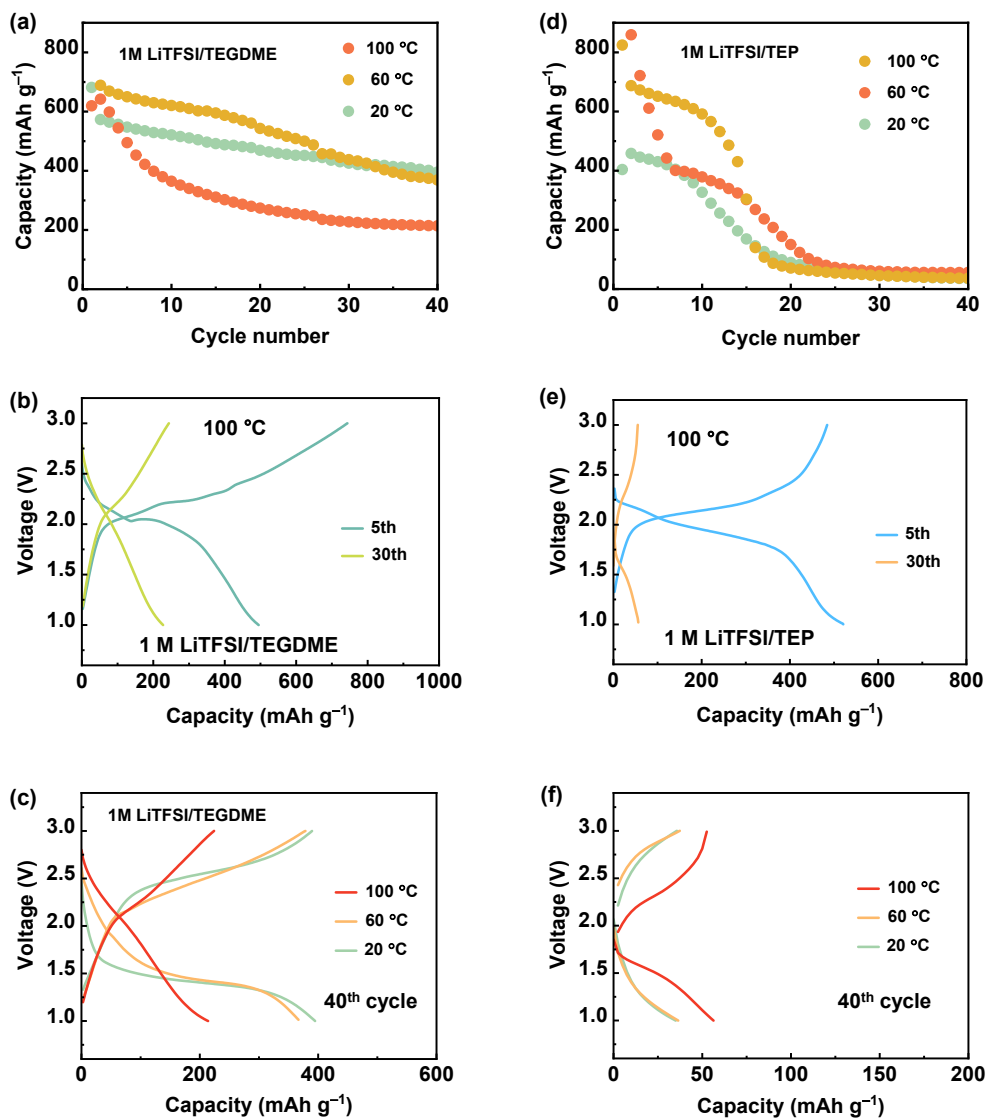 (a)
1M LiTFSI/TEGDME
100 °C
60 °C
20 °C
800
600
400
200
0
Capacity (mAh g⁻¹)
0 10 20 30 40
Cycle number
(d)
1M LiTFSI/TEP
100 °C
60 °C
20 °C
800
600
400
200
0
Capacity (mAh g⁻¹)
0 10 20 30 40
Cycle number
(b)
100 °C
3.0
2.5
2.0
1.5
1.0
Voltage (V)
5th
30th
1 M LiTFSI/TEGDME
0 200 400 600 800 1000
Capacity (mAh g⁻¹)
(e)
100 °C
3.0
2.5
2.0
1.5
1.0
Voltage (V)
5th
30th
1 M LiTFSI/TEP
0 200 400 600 800
Capacity (mAh g⁻¹)
(c)
1M LiTFSI/TEGDME
3.0
2.5
2.0
1.5
1.0
Voltage (V)
100 °C
60 °C
20 °C
40th cycle
0 200 400 600
Capacity (mAh g⁻¹)
(f)
3.0
2.5
2.0
1.5
1.0
Voltage (V)
100 °C
60 °C
20 °C
40th cycle
0 50 100 150 200
Capacity (mAh g⁻¹)